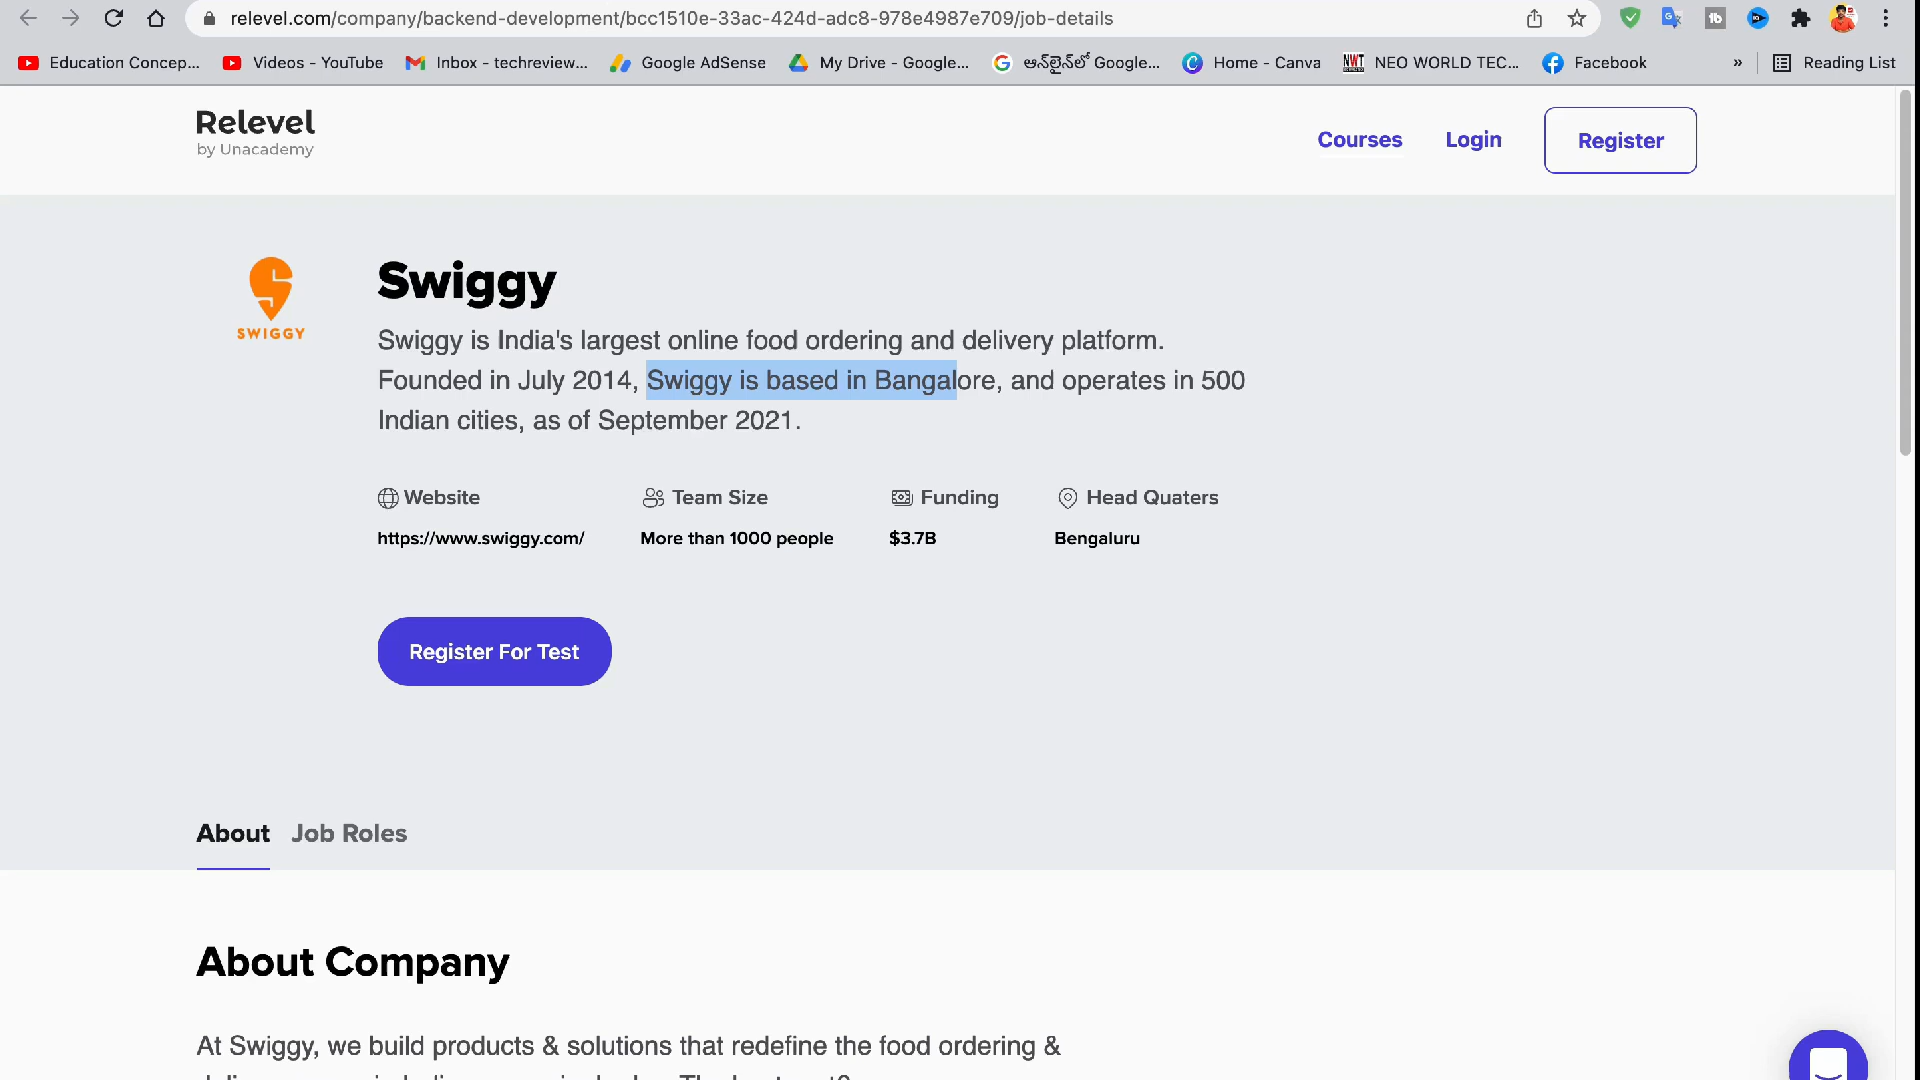 relevel.com/company/backend-development/bcc1510e-33ac-424d-adc8-978e4987e709/job-details
Education Concep... Videos - YouTube Inbox - techreview... Google AdSense My Drive - Google... ఆన్‌లైన్‌లో Google... Home - Canva NWT NEO WORLD TEC... Facebook » Reading List
Relevel
by Unacademy
Courses Login Register
Swiggy
SWIGGY
Swiggy is India's largest online food ordering and delivery platform.
Founded in July 2014, Swiggy is based in Bangalore, and operates in 500
Indian cities, as of September 2021.
Website Team Size Funding Head Quaters
https://www.swiggy.com/ More than 1000 people $3.7B Bengaluru
Register For Test
About Job Roles
About Company
At Swiggy, we build products & solutions that redefine the food ordering &